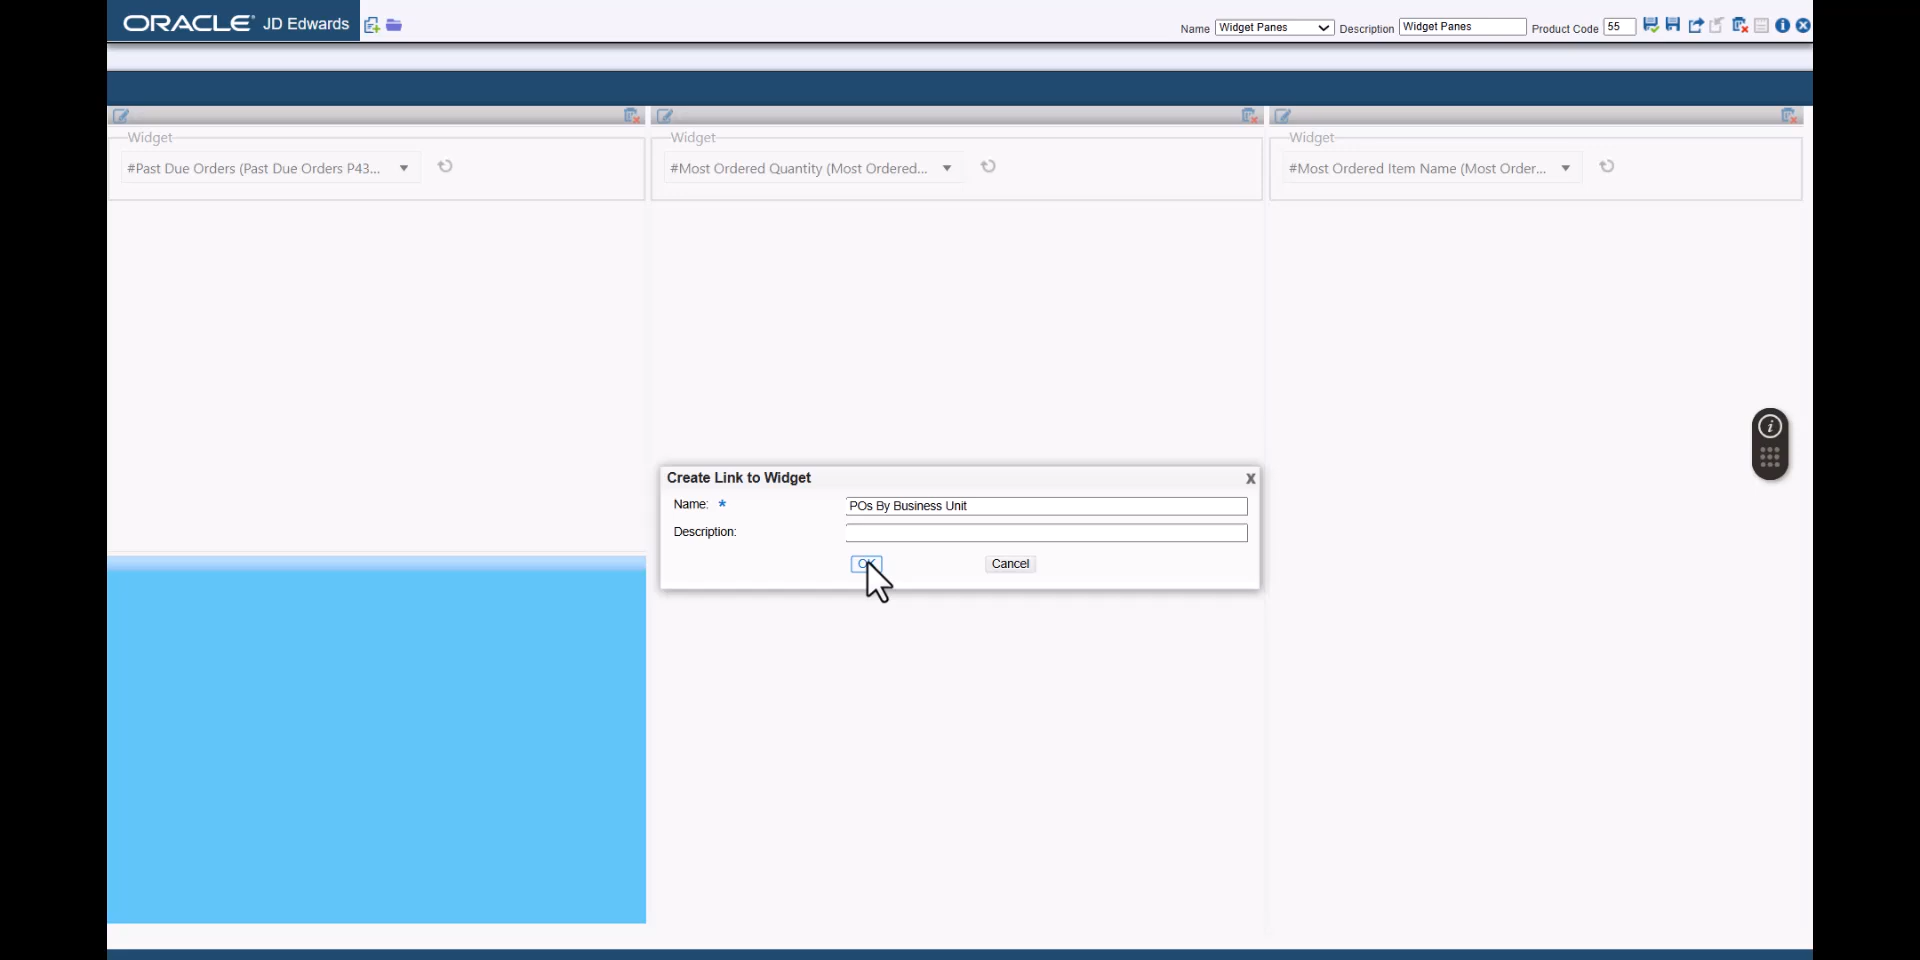 ORACLE JD Edwards
Name Widget Panes Description Widget Panes Product Code 55
Widget
#Past Due Orders (Past Due Orders P43...
Widget
#Most Ordered Quantity (Most Ordered...
Widget
#Most Ordered Item Name (Most Order...
Create Link to Widget X
Name: * POs By Business Unit
Description:
OK Cancel